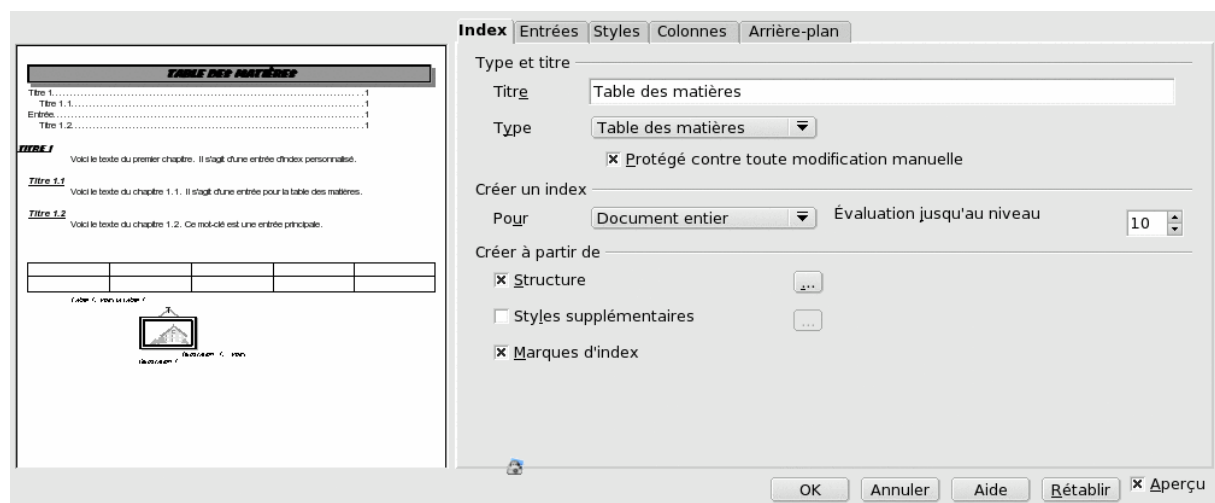 Index Entrées Styles Colonnes Arrière-plan
TABLE DES MATIÈRES
Titre 1.............................................1
Titre 1.1.............................................1
Entrée.............................................1
Titre 1.2.............................................1
TITRE 1
Voici le texte du premier chapitre. Il s'agit d'une entrée d'index personnalisé.
Titre 1.1
Voici le texte du chapitre 1.1. Il s'agit d'une entrée pour la table des matières.
Titre 1.2
Voici le texte du chapitre 1.2. Ce mot-clé est une entrée principale.
Type et titre
Titre Table des matières
Type Table des matières
Protégé contre toute modification manuelle
Créer un index
Pour Document entier Évaluation jusqu'au niveau 10
Créer à partir de
Structure ...
Styles supplémentaires ...
Marques d'index
OK Annuler Aide Rétablir Aperçu